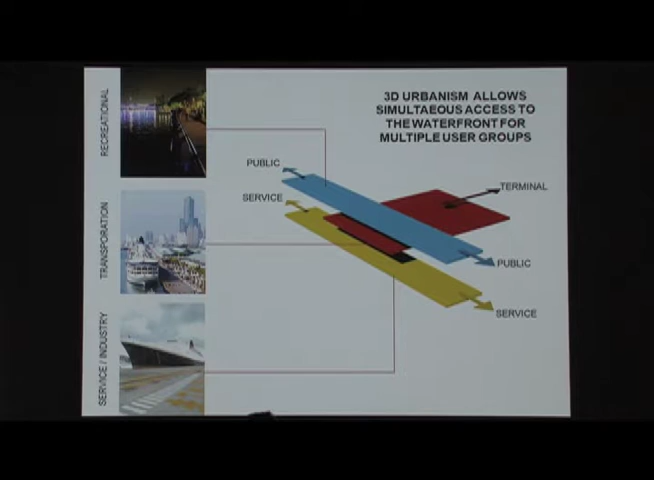 3D URBANISM ALLOWS
SIMULTAEOUS ACCESS TO
THE WATERFRONT FOR
MULTIPLE USER GROUPS
RECREATIONAL
TRANSPORATION
SERVICE / INDUSTRY
PUBLIC
SERVICE
TERMINAL
PUBLIC
SERVICE